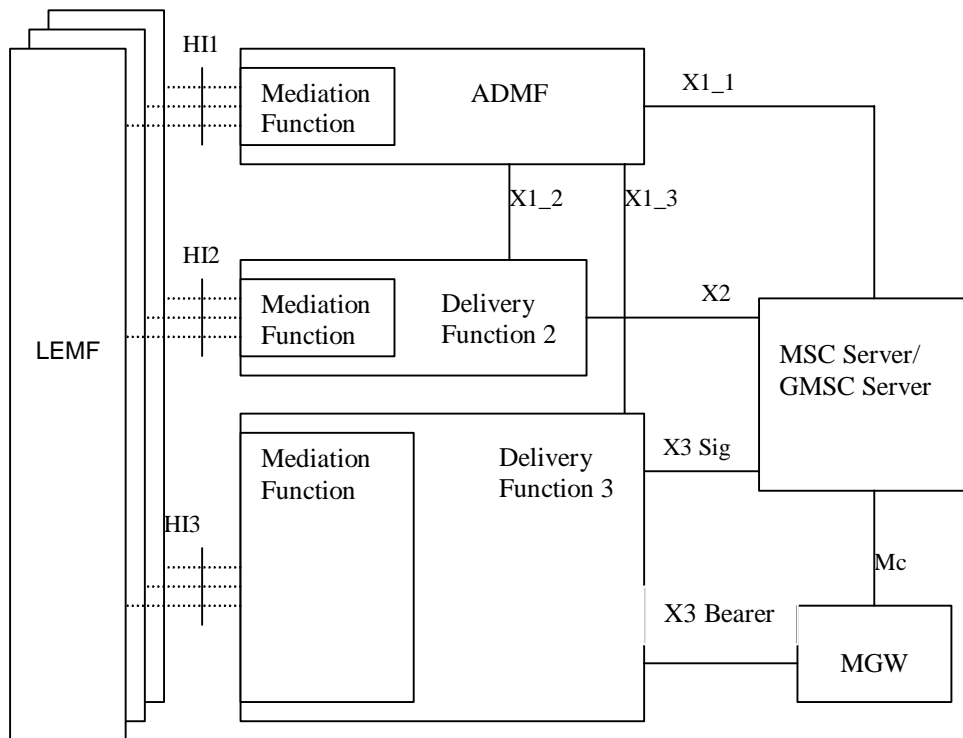 HI1
Mediation
Function
ADMF
X1_1
X1_2
X1_3
HI2
Mediation
Function
Delivery
Function 2
X2
LEMF
MSC Server/
GMSC Server
Mediation
Function
Delivery
Function 3
X3 Sig
HI3
Mc
X3 Bearer
MGW